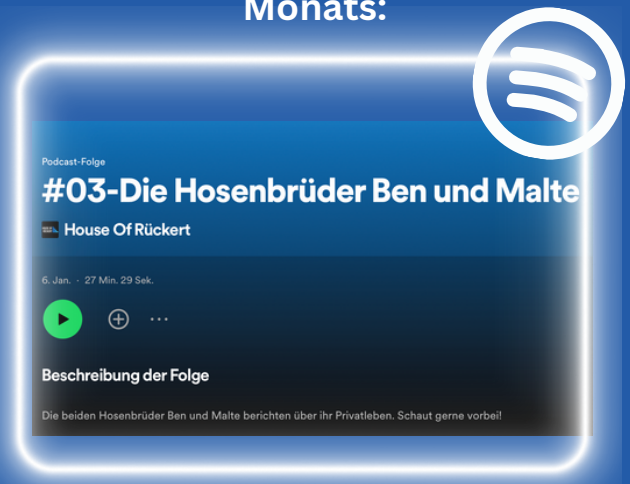 Monats:
Podcast-Folge
#03-Die Hosenbrüder Ben und Malte
House Of Rückert
6. Jan. · 27 Min. 29 Sek.
Beschreibung der Folge
Die beiden Hosenbrüder Ben und Malte berichten über ihr Privatleben. Schaut gerne vorbei!